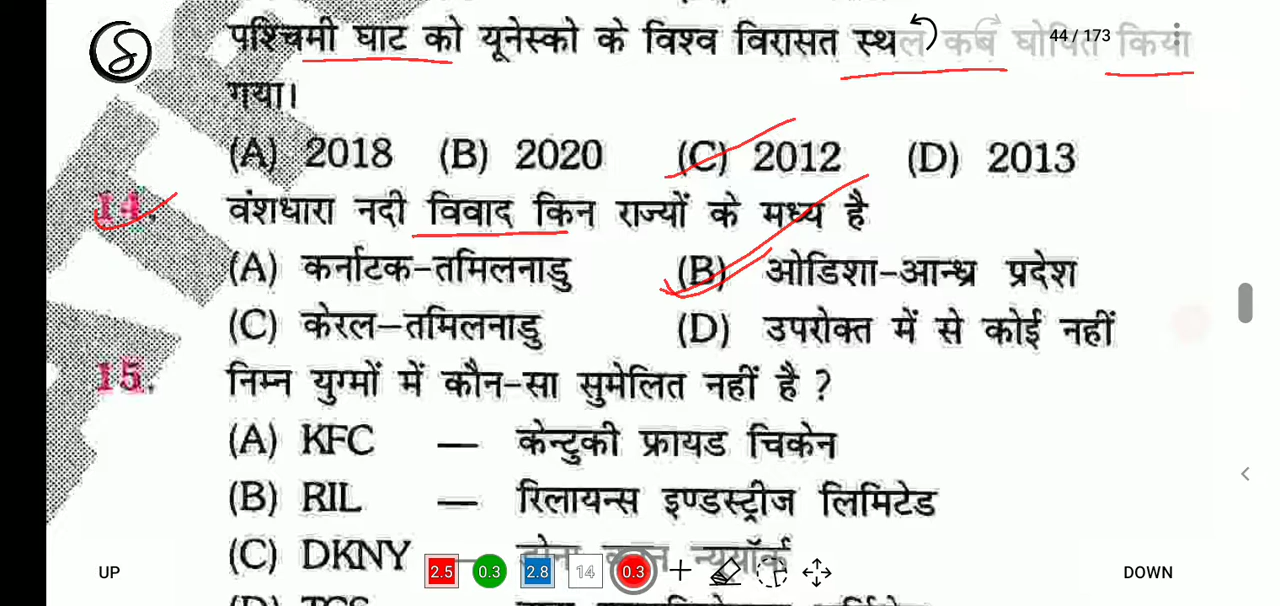 8 पश्चिमी घाट को यूनेस्को के विश्व विरासत स्थल कब घोषित किया
44 / 173
गया।
(A) 2018 (B) 2020 (C) 2012 (D) 2013
14. वंशधारा नदी विवाद किन राज्यों के मध्य है
(A) कर्नाटक-तमिलनाडु (B) ओडिशा-आन्ध्र प्रदेश
(C) केरल-तमिलनाडु (D) उपरोक्त में से कोई नहीं
15. निम्न युग्मों में कौन-सा सुमेलित नहीं है ?
(A) KFC — केन्टुकी फ्रायड चिकेन
(B) RIL — रिलायन्स इण्डस्ट्रीज लिमिटेड
(C) DKNY — न्यूयॉर्क
UP 2.5 0.3 2.8 14 0.3 DOWN
(D) TCS